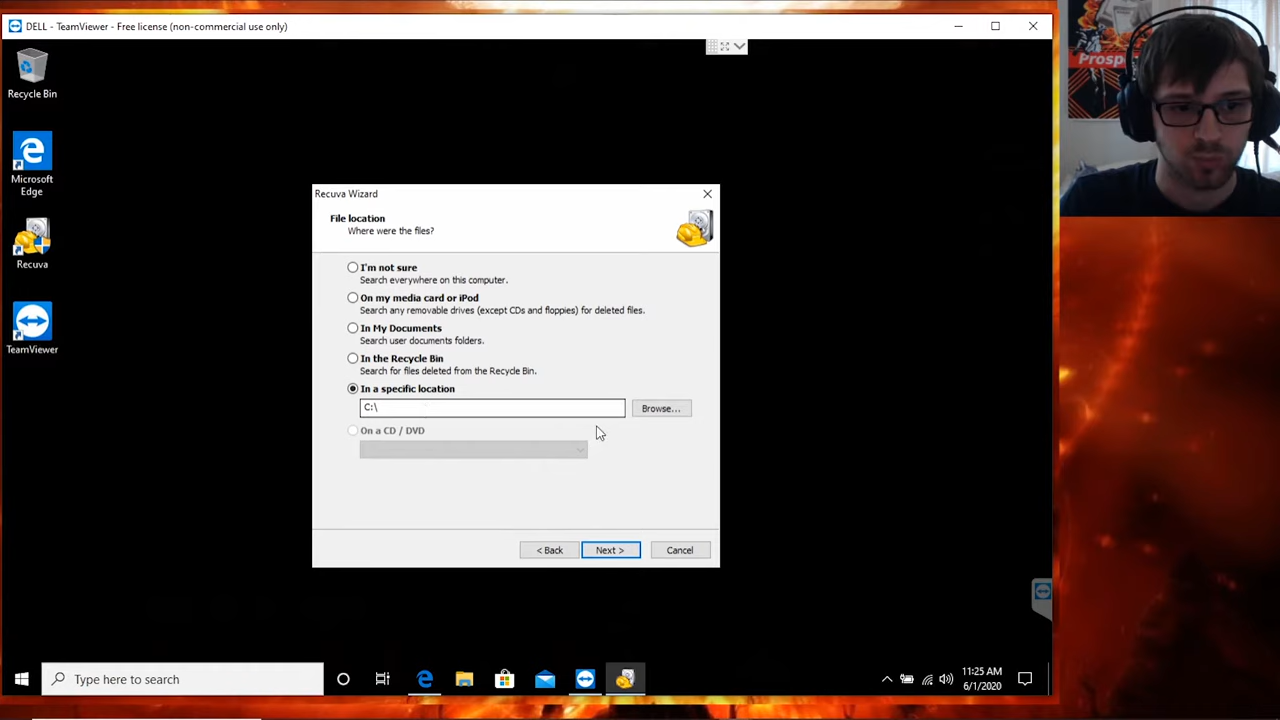 DELL - TeamViewer - Free license (non-commercial use only)
Prosp
Recycle Bin
Microsoft
Edge
Recuva
TeamViewer
Recuva Wizard
File location
Where were the files?
I'm not sure
Search everywhere on this computer.
On my media card or iPod
Search any removable drives (except CDs and floppies) for deleted files.
In My Documents
Search user documents folders.
In the Recycle Bin
Search for files deleted from the Recycle Bin.
In a specific location
C:\
Browse...
On a CD / DVD
< Back
Next >
Cancel
Type here to search
11:25 AM
6/1/2020